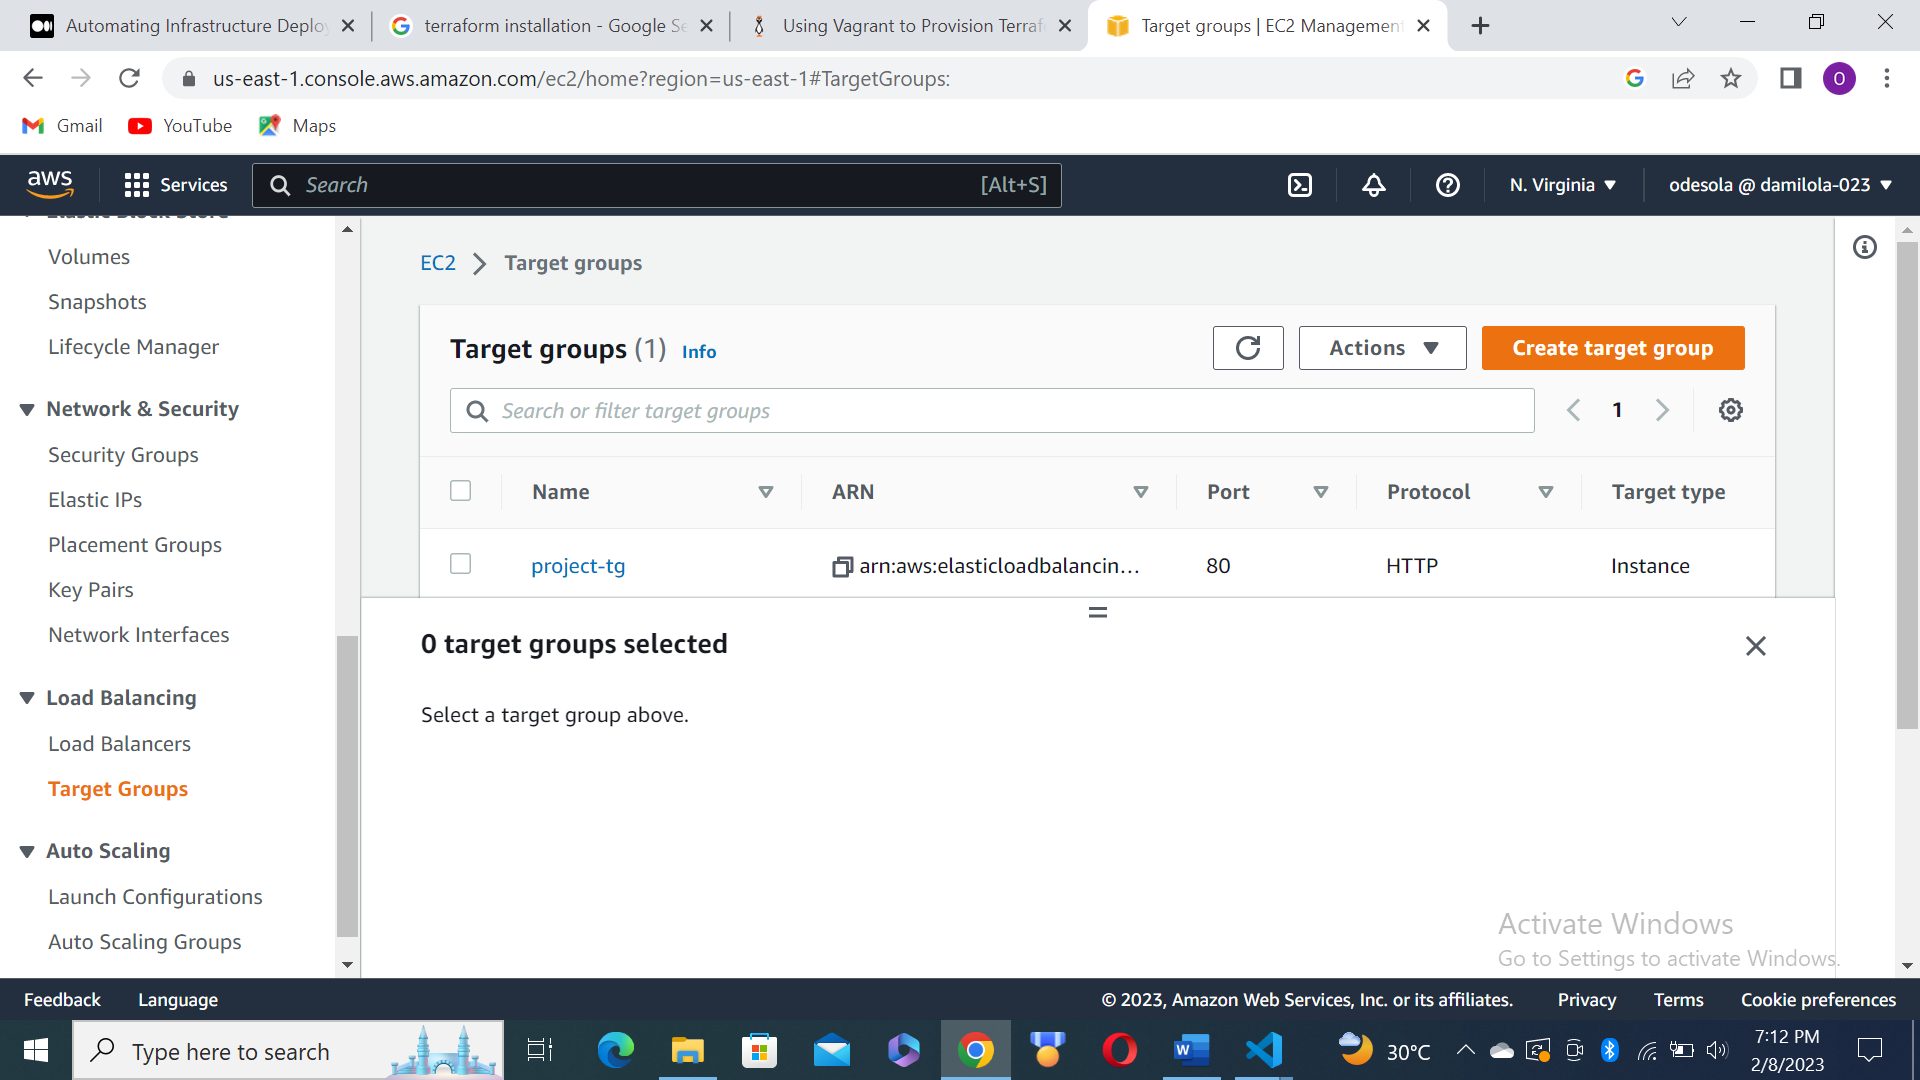 Automating Infrastructure Deplo
terraform installation - Google Se
Using Vagrant to Provision Terraf
Target groups | EC2 Management
us-east-1.console.aws.amazon.com/ec2/home?region=us-east-1#TargetGroups:
O
Gmail
YouTube
Maps
aws
Services
Search
[Alt+S]
N. Virginia
odesola @ damilola-023
Elastic Block Store
Volumes
Snapshots
Lifecycle Manager
Network & Security
Security Groups
Elastic IPs
Placement Groups
Key Pairs
Network Interfaces
Load Balancing
Load Balancers
Target Groups
Auto Scaling
Launch Configurations
Auto Scaling Groups
EC2
Target groups
Target groups (1) Info
Actions
Create target group
Search or filter target groups
1
Name
ARN
Port
Protocol
Target type
project-tg
arn:aws:elasticloadbalancin...
80
HTTP
Instance
0 target groups selected
Select a target group above.
Activate Windows
Go to Settings to activate Windows.
Feedback
Language
© 2023, Amazon Web Services, Inc. or its affiliates.
Privacy
Terms
Cookie preferences
Type here to search
30°C
7:12 PM
2/8/2023